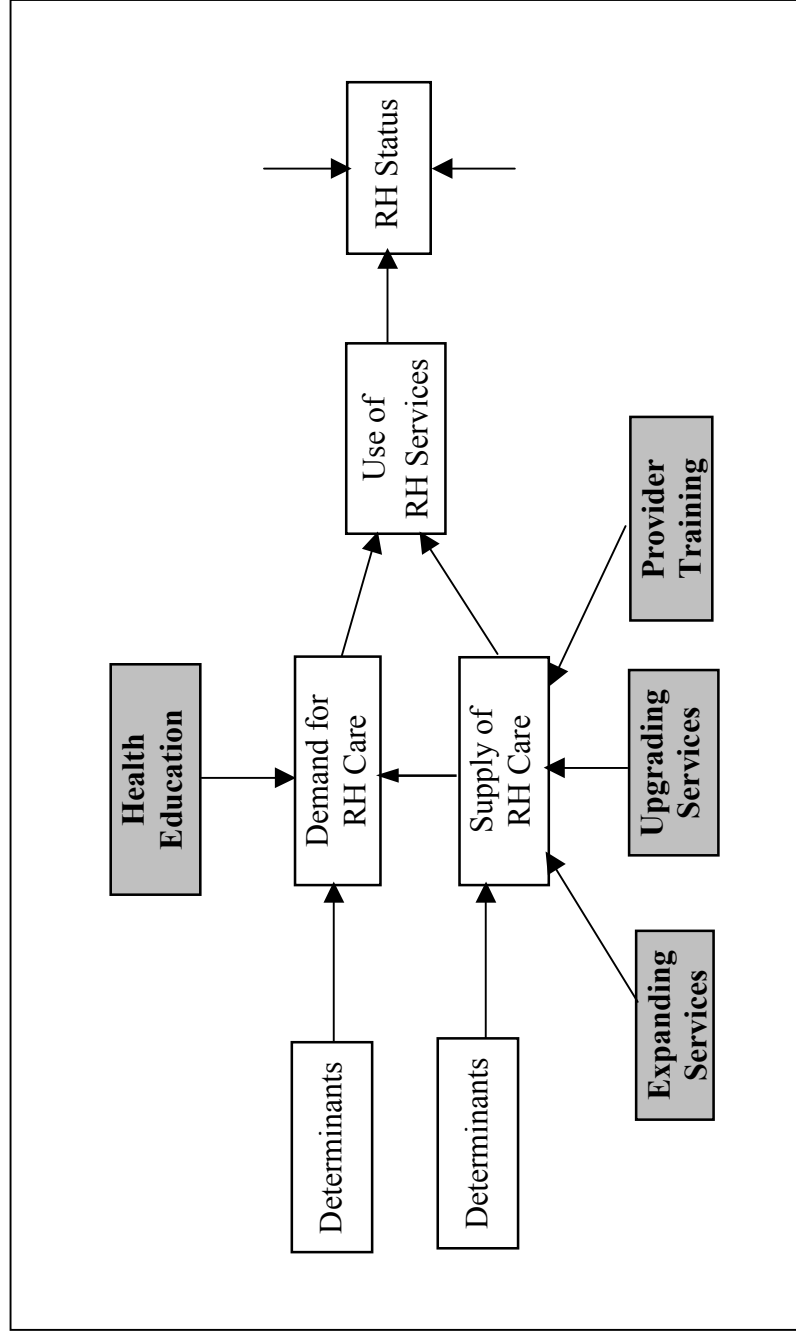 Health
Education
Determinants
Demand for
RH Care
Use of
RH Services
RH Status
Determinants
Supply of
RH Care
Expanding
Services
Upgrading
Services
Provider
Training